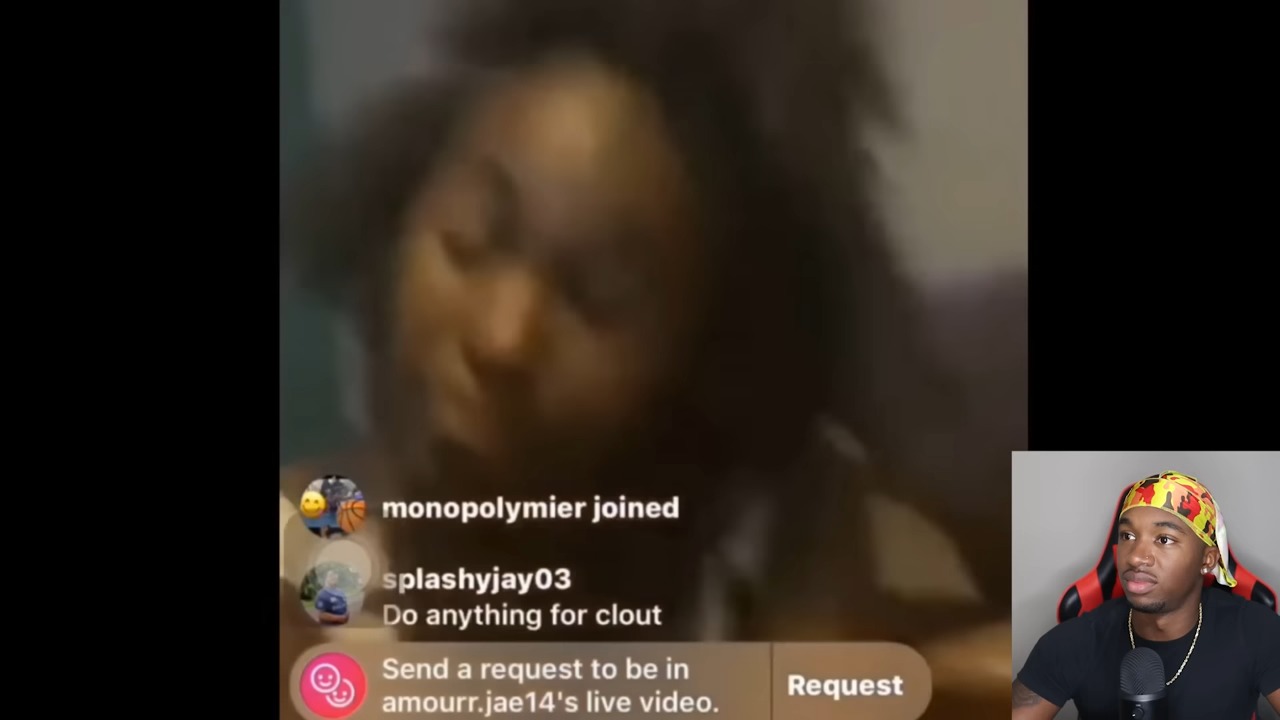 monopolymier joined
splashyjay03
Do anything for clout
Send a request to be in
amourr.jae14's live video.
Request